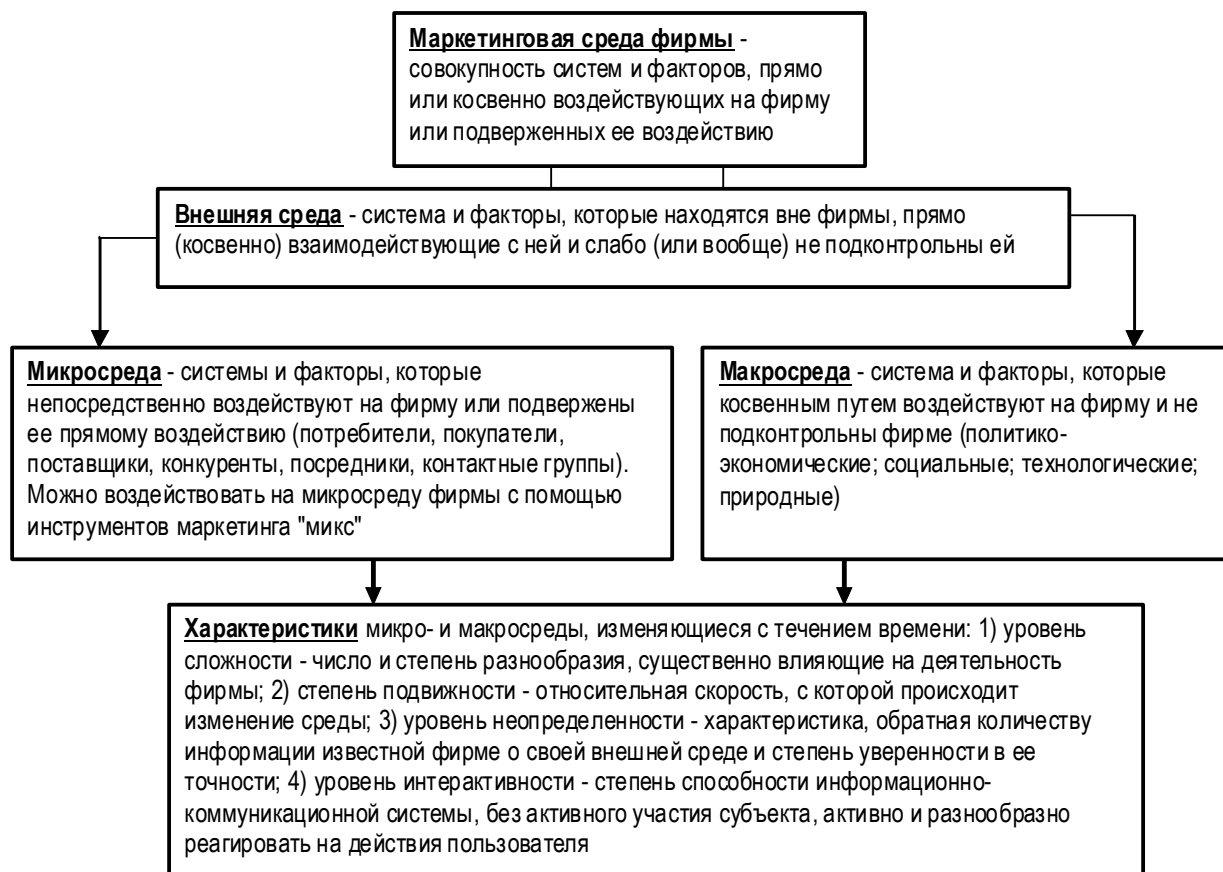 Маркетинговая среда фирмы -
совокупность систем и факторов, прямо
или косвенно воздействующих на фирму
или подверженных ее воздействию
Внешняя среда - система и факторы, которые находятся вне фирмы, прямо
(косвенно) взаимодействующие с ней и слабо (или вообще) не подконтрольны ей
Микросреда - системы и факторы, которые
непосредственно воздействуют на фирму или подвержены
ее прямому воздействию (потребители, покупатели,
поставщики, конкуренты, посредники, контактные группы).
Можно воздействовать на микросреду фирмы с помощью
инструментов маркетинга "микс"
Макросреда - система и факторы, которые
косвенным путем воздействуют на фирму и не
подконтрольны фирме (политико-
экономические; социальные; технологические;
природные)
Характеристики микро- и макросреды, изменяющиеся с течением времени: 1) уровень
сложности - число и степень разнообразия, существенно влияющие на деятельность
фирмы; 2) степень подвижности - относительная скорость, с которой происходит
изменение среды; 3) уровень неопределенности - характеристика, обратная количеству
информации известной фирме о своей внешней среде и степень уверенности в ее
точности; 4) уровень интерактивности - степень способности информационно-
коммуникационной системы, без активного участия субъекта, активно и разнообразно
реагировать на действия пользователя